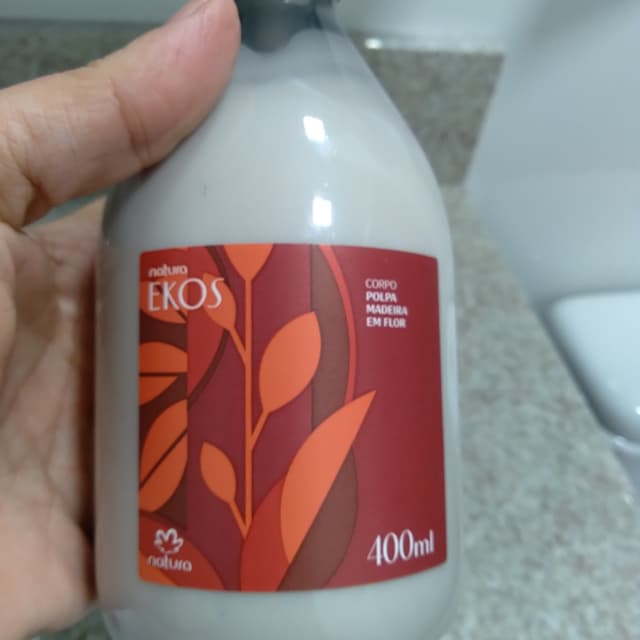 natura
EKOS
CORPO
POLPA
MADEIRA
EM FLOR
natura
400ml